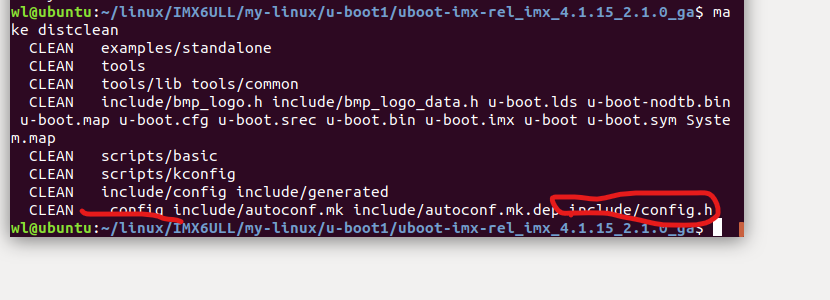 wl@ubuntu:~/linux/IMX6ULL/my-linux/u-boot1/uboot-imx-rel_imx_4.1.15_2.1.0_ga$ ma
ke distclean
  CLEAN   examples/standalone
  CLEAN   tools
  CLEAN   tools/lib tools/common
  CLEAN   include/bmp_logo.h include/bmp_logo_data.h u-boot.lds u-boot-nodtb.bin
 u-boot.map u-boot.cfg u-boot.srec u-boot.bin u-boot.imx u-boot u-boot.sym Syste
m.map
  CLEAN   scripts/basic
  CLEAN   scripts/kconfig
  CLEAN   include/config include/generated
  CLEAN   .config include/autoconf.mk include/autoconf.mk.dep include/config.h
wl@ubuntu:~/linux/IMX6ULL/my-linux/u-boot1/uboot-imx-rel_imx_4.1.15_2.1.0_ga$